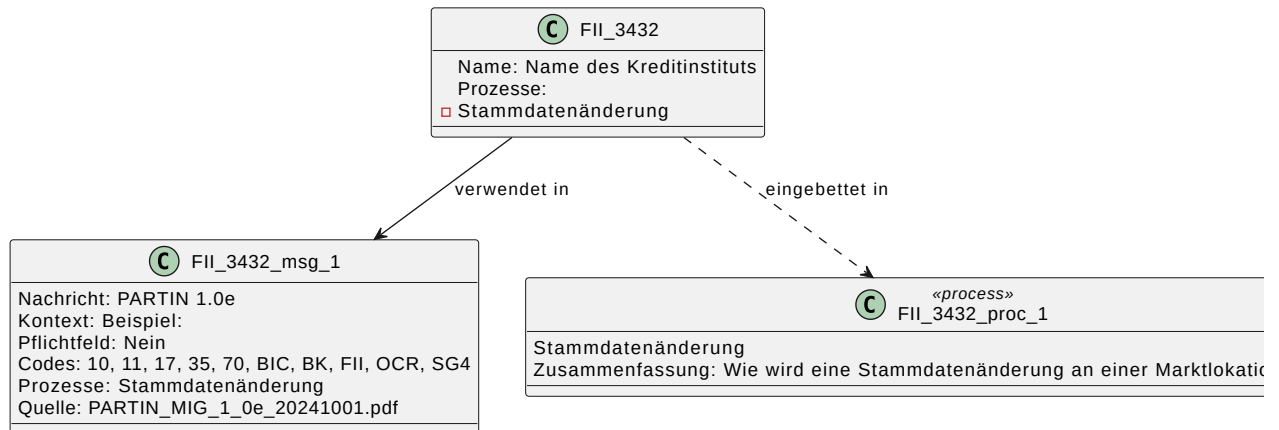 C FII_3432
Name: Name des Kreditinstituts
Prozesse:
Stammdatenänderung
verwendet in
eingebettet in
C FII_3432_msg_1
Nachricht: PARTIN 1.0e
Kontext: Beispiel:
Pflichtfeld: Nein
Codes: 10, 11, 17, 35, 70, BIC, BK, FII, OCR, SG4
Prozesse: Stammdatenänderung
Quelle: PARTIN_MIG_1_0e_20241001.pdf
«process»
C FII_3432_proc_1
Stammdatenänderung
Zusammenfassung: Wie wird eine Stammdatenänderung an einer Marktlokatio